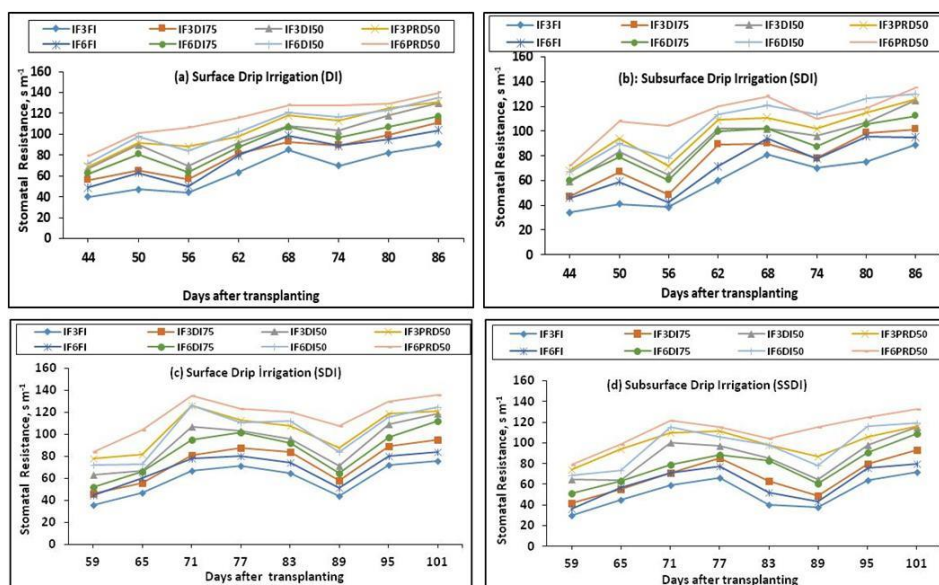 IF3FI IF3DI75 IF3DI50 IF3PRD50
IF6FI IF6DI75 IF6DI50 IF6PRD50
(a) Surface Drip Irrigation (DI)
Stomatal Resistance, s m⁻¹
160
140
120
100
80
60
40
20
0
44 50 56 62 68 74 80 86
Days after transplanting
IF3FI IF3DI75 IF3DI50 IF3PRD50
IF6FI IF6DI75 IF6DI50 IF6PRD50
(b): Subsurface Drip Irrigation (SDI)
Stomatal Resistance, s m⁻¹
160
140
120
100
80
60
40
20
0
44 50 56 62 68 74 80 86
Days after transplanting
IF3FI IF3DI75 IF3DI50 IF3PRD50
IF6FI IF6DI75 IF6DI50 IF6PRD50
(c) Surface Drip İrrigation (SDI)
Stomatal Resistance, s m⁻¹
160
140
120
100
80
60
40
20
0
59 65 71 77 83 89 95 101
Days after transplanting
IF3FI IF3DI75 IF3DI50 IF3PRD50
IF6FI IF6DI75 IF6DI50 IF6PRD50
(d) Subsurface Drip Irrigation (SSDI)
Stomatal Resistance, s m⁻¹
160
140
120
100
80
60
40
20
0
59 65 71 77 83 89 95 101
Days after transplanting